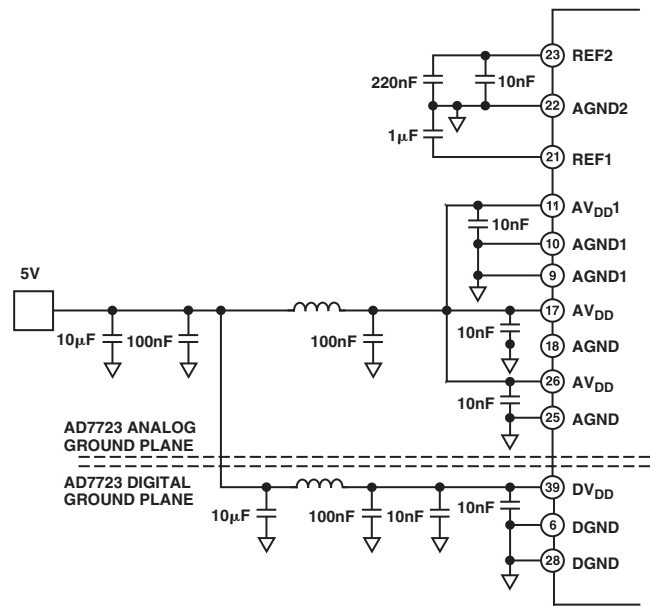 23 REF2
220nF 10nF
22 AGND2
1μF
21 REF1
11 AVDD1
10nF
10 AGND1
9 AGND1
5V
17 AVDD
10μF 100nF 100nF 10nF
18 AGND
26 AVDD
10nF
25 AGND
AD7723 ANALOG
GROUND PLANE
AD7723 DIGITAL
GROUND PLANE
39 DVDD
10μF 100nF 10nF 10nF
6 DGND
28 DGND